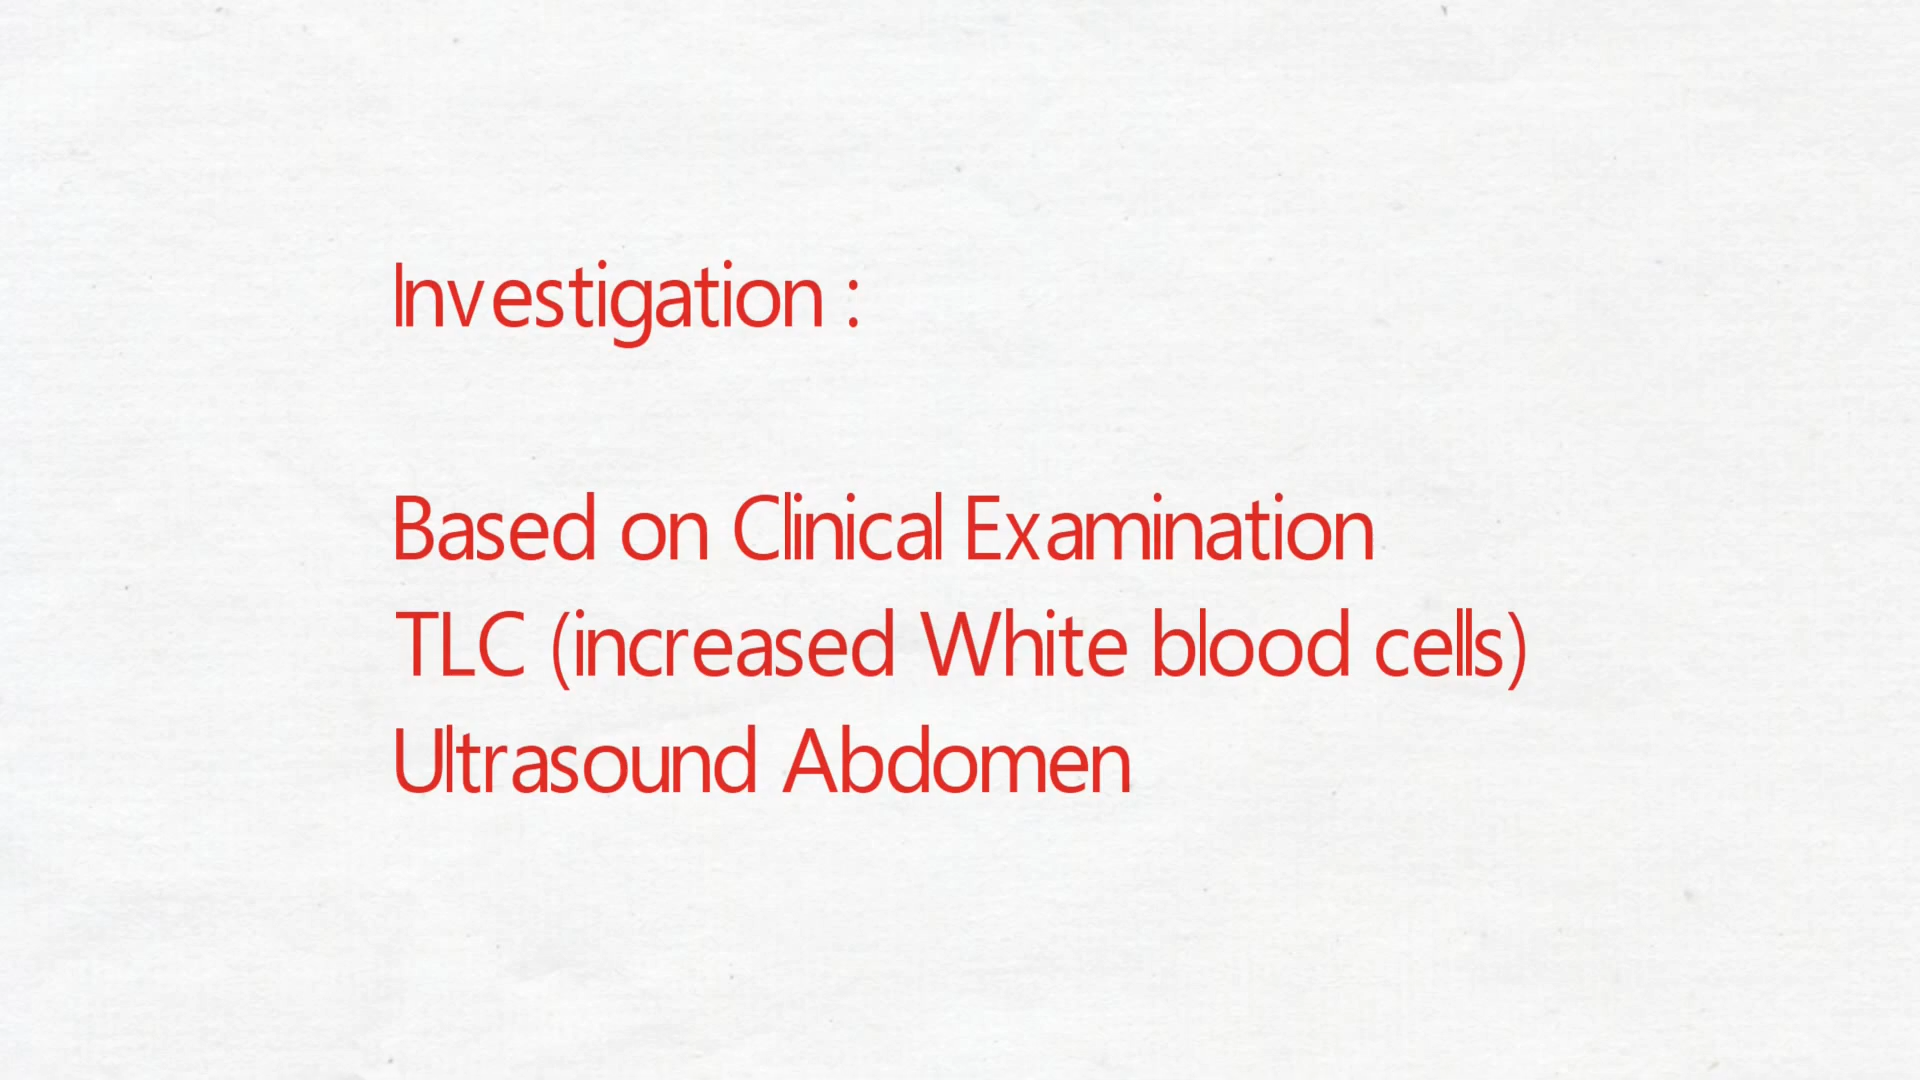 Investigation :
Based on Clinical Examination
TLC (increased White blood cells)
Ultrasound Abdomen